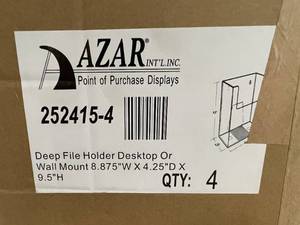 AZAR®
INT'L.INC.
Point of Purchase Displays
252415-4
Deep File Holder Desktop Or
Wall Mount 8.875"W X 4.25"D X
9.5"H
QTY: 4